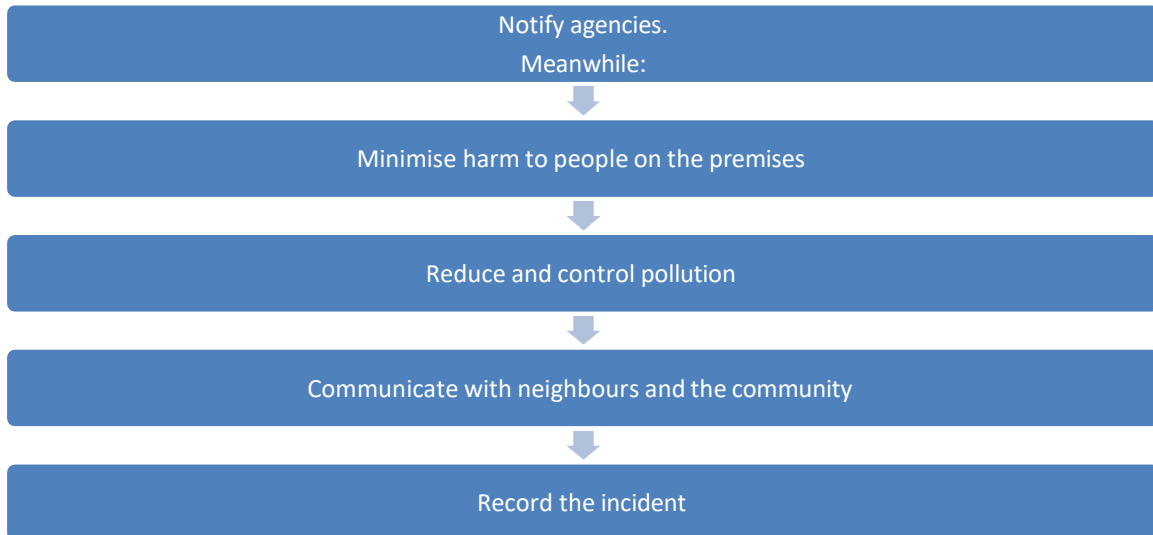 Notify agencies.
Meanwhile:
Minimise harm to people on the premises
Reduce and control pollution
Communicate with neighbours and the community
Record the incident